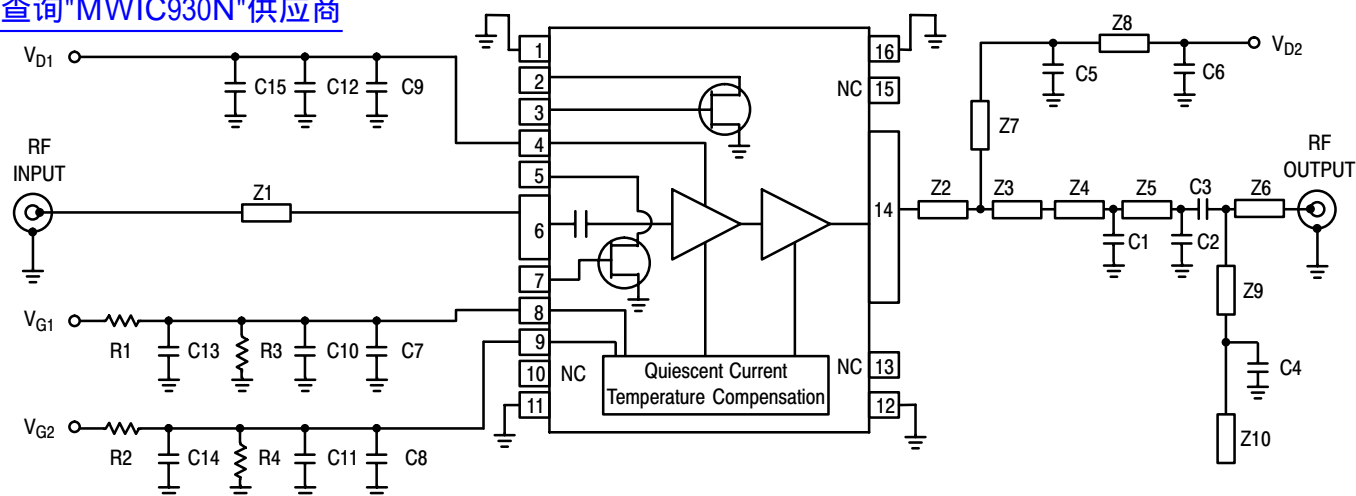 查询"MWIC930N"供应商
VD1
C15
C12
C9
RF
INPUT
Z1
VG1
R1
C13
R3
C10
C7
VG2
R2
C14
R4
C11
C8
1
2
3
4
5
6
7
8
9
10
NC
11
16
NC
15
14
NC
13
12
Quiescent Current
Temperature Compensation
Z8
VD2
C5
C6
Z7
RF
OUTPUT
Z2
Z3
Z4
Z5
C3
Z6
C1
C2
Z9
C4
Z10